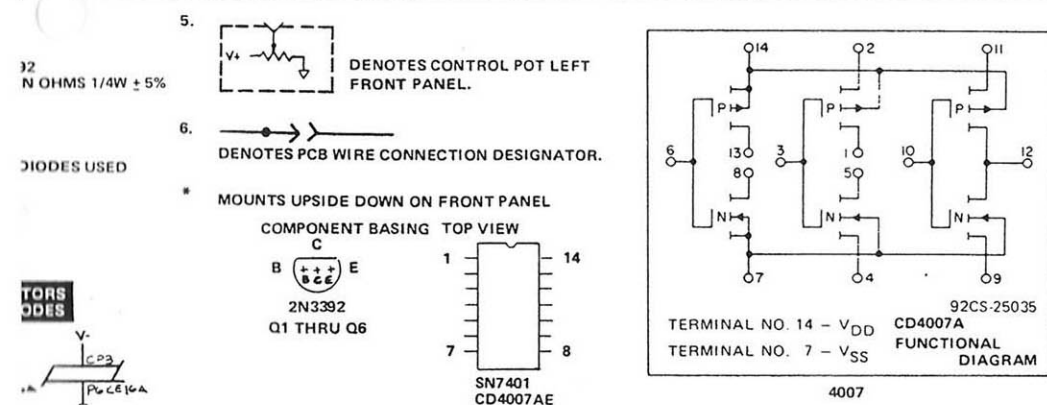 5.
V+
DENOTES CONTROL POT LEFT
FRONT PANEL.
N OHMS 1/4W ± 5%
6.
DENOTES PCB WIRE CONNECTION DESIGNATOR.
DIODES USED
* MOUNTS UPSIDE DOWN ON FRONT PANEL
COMPONENT BASING TOP VIEW
C
B E
B C E
2N3392
Q1 THRU Q6
1 14
7 8
SN7401
CD4007AE
TORS
ODES
V-
CP3
14 2 11
P P P
6 13 3 1 10 12
8 5
N N N
7 4 9
92CS-25035
TERMINAL NO. 14 – VDD
TERMINAL NO. 7 – VSS
CD4007A
FUNCTIONAL
DIAGRAM
4007